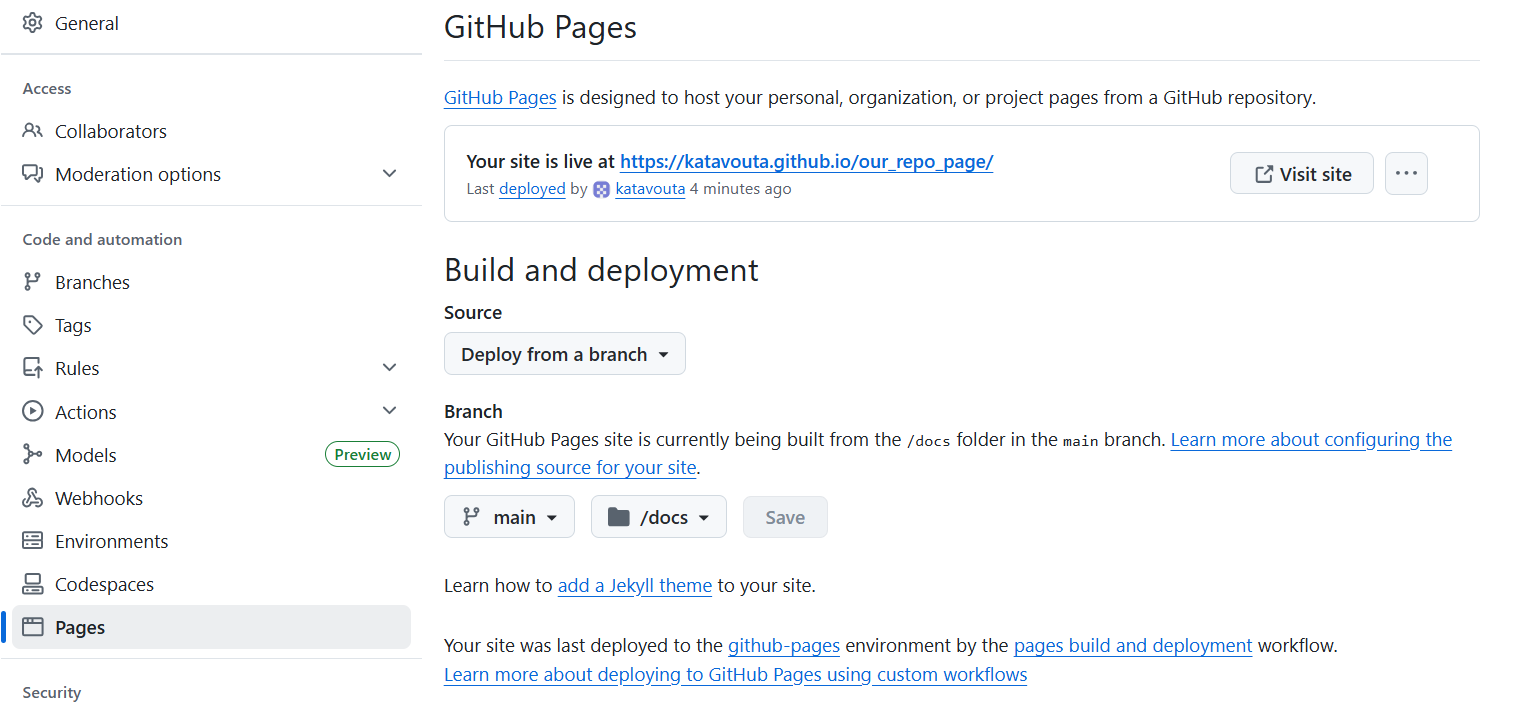 General
Access
Collaborators
Moderation options
Code and automation
Branches
Tags
Rules
Actions
Models Preview
Webhooks
Environments
Codespaces
Pages
Security
GitHub Pages
GitHub Pages is designed to host your personal, organization, or project pages from a GitHub repository.
Your site is live at https://katavouta.github.io/our_repo_page/
Last deployed by katavouta 4 minutes ago
Visit site
Build and deployment
Source
Deploy from a branch
Branch
Your GitHub Pages site is currently being built from the /docs folder in the main branch. Learn more about configuring the
publishing source for your site.
main /docs Save
Learn how to add a Jekyll theme to your site.
Your site was last deployed to the github-pages environment by the pages build and deployment workflow.
Learn more about deploying to GitHub Pages using custom workflows